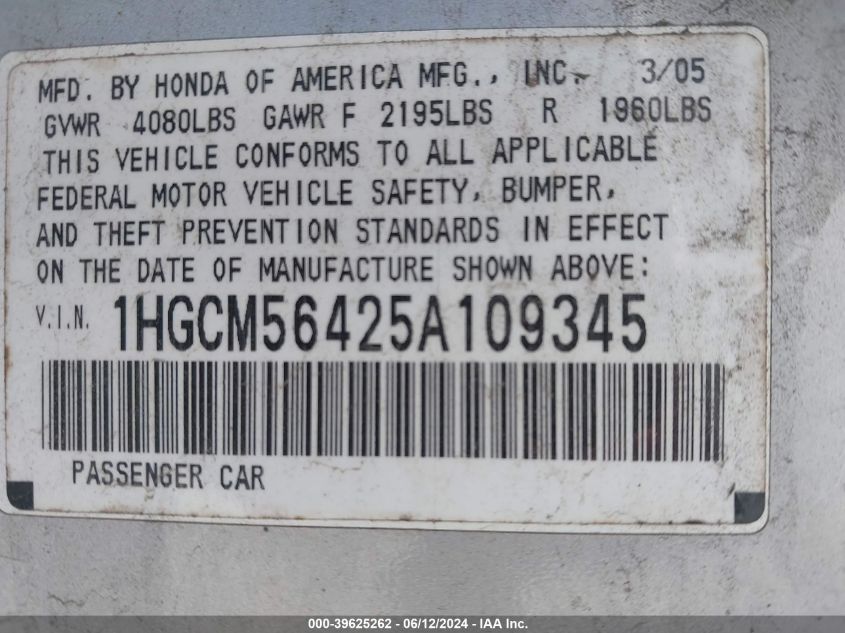 MFD. BY HONDA OF AMERICA MFG., INC. 3/05
GVWR 4080LBS GAWR F 2195LBS R 1960LBS
THIS VEHICLE CONFORMS TO ALL APPLICABLE
FEDERAL MOTOR VEHICLE SAFETY, BUMPER,
AND THEFT PREVENTION STANDARDS IN EFFECT
ON THE DATE OF MANUFACTURE SHOWN ABOVE:
V.I.N. 1HGCM56425A109345
PASSENGER CAR
000-39625262 - 06/12/2024 - IAA Inc.